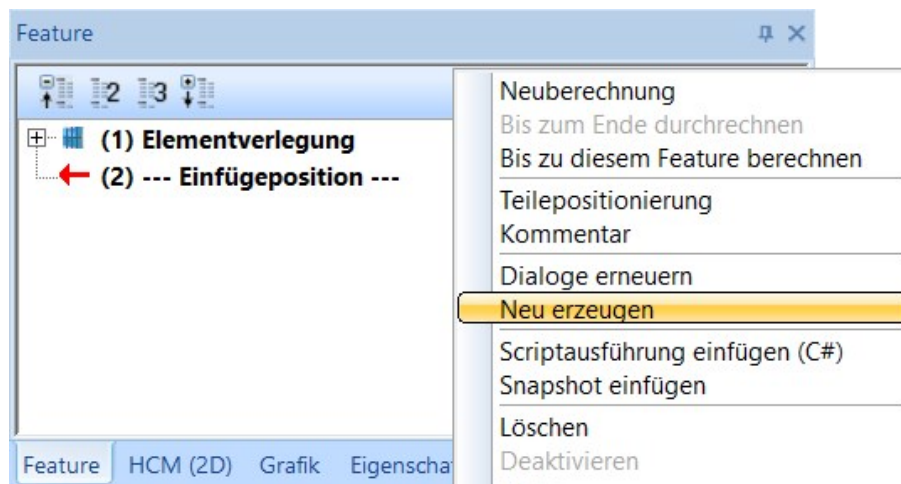 Feature
2 3
(1) Elementverlegung
(2) --- Einfügeposition ---
Neuberechnung
Bis zum Ende durchrechnen
Bis zu diesem Feature berechnen
Teilepositionierung
Kommentar
Dialoge erneuern
Neu erzeugen
Scriptausführung einfügen (C#)
Snapshot einfügen
Löschen
Deaktivieren
Feature HCM (2D) Grafik Eigenscha